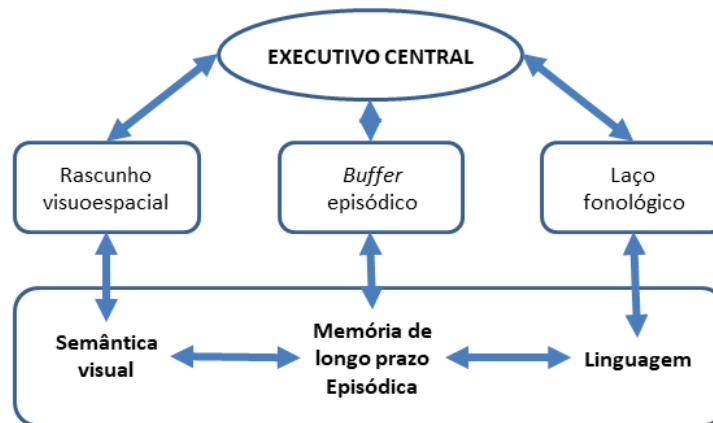 EXECUTIVO CENTRAL
Rascunho
visuoespacial
Buffer
episódico
Laço
fonológico
Semântica
visual
Memória de
longo prazo
Episódica
Linguagem